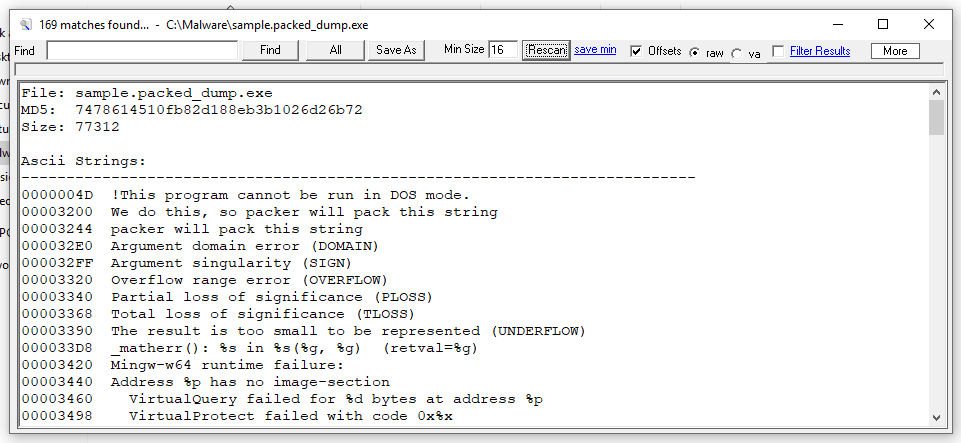 169 matches found... - C:\Malware\sample.packed_dump.exe
Find Find All Save As Min Size 16 Rescan save min Offsets raw va Filter Results More
File: sample.packed_dump.exe
MD5:  7478614510fb82d188eb3b1026d26b72
Size: 77312
Ascii Strings:
---------------------------------------------------------------------------
0000004D  !This program cannot be run in DOS mode.
00003200  We do this, so packer will pack this string
00003244  packer will pack this string
000032E0  Argument domain error (DOMAIN)
000032FF  Argument singularity (SIGN)
00003320  Overflow range error (OVERFLOW)
00003340  Partial loss of significance (PLOSS)
00003368  Total loss of significance (TLOSS)
00003390  The result is too small to be represented (UNDERFLOW)
000033D8  _matherr(): %s in %s(%g, %g)  (retval=%g)
00003420  Mingw-w64 runtime failure:
00003440  Address %p has no image-section
00003460    VirtualQuery failed for %d bytes at address %p
00003498    VirtualProtect failed with code 0x%x